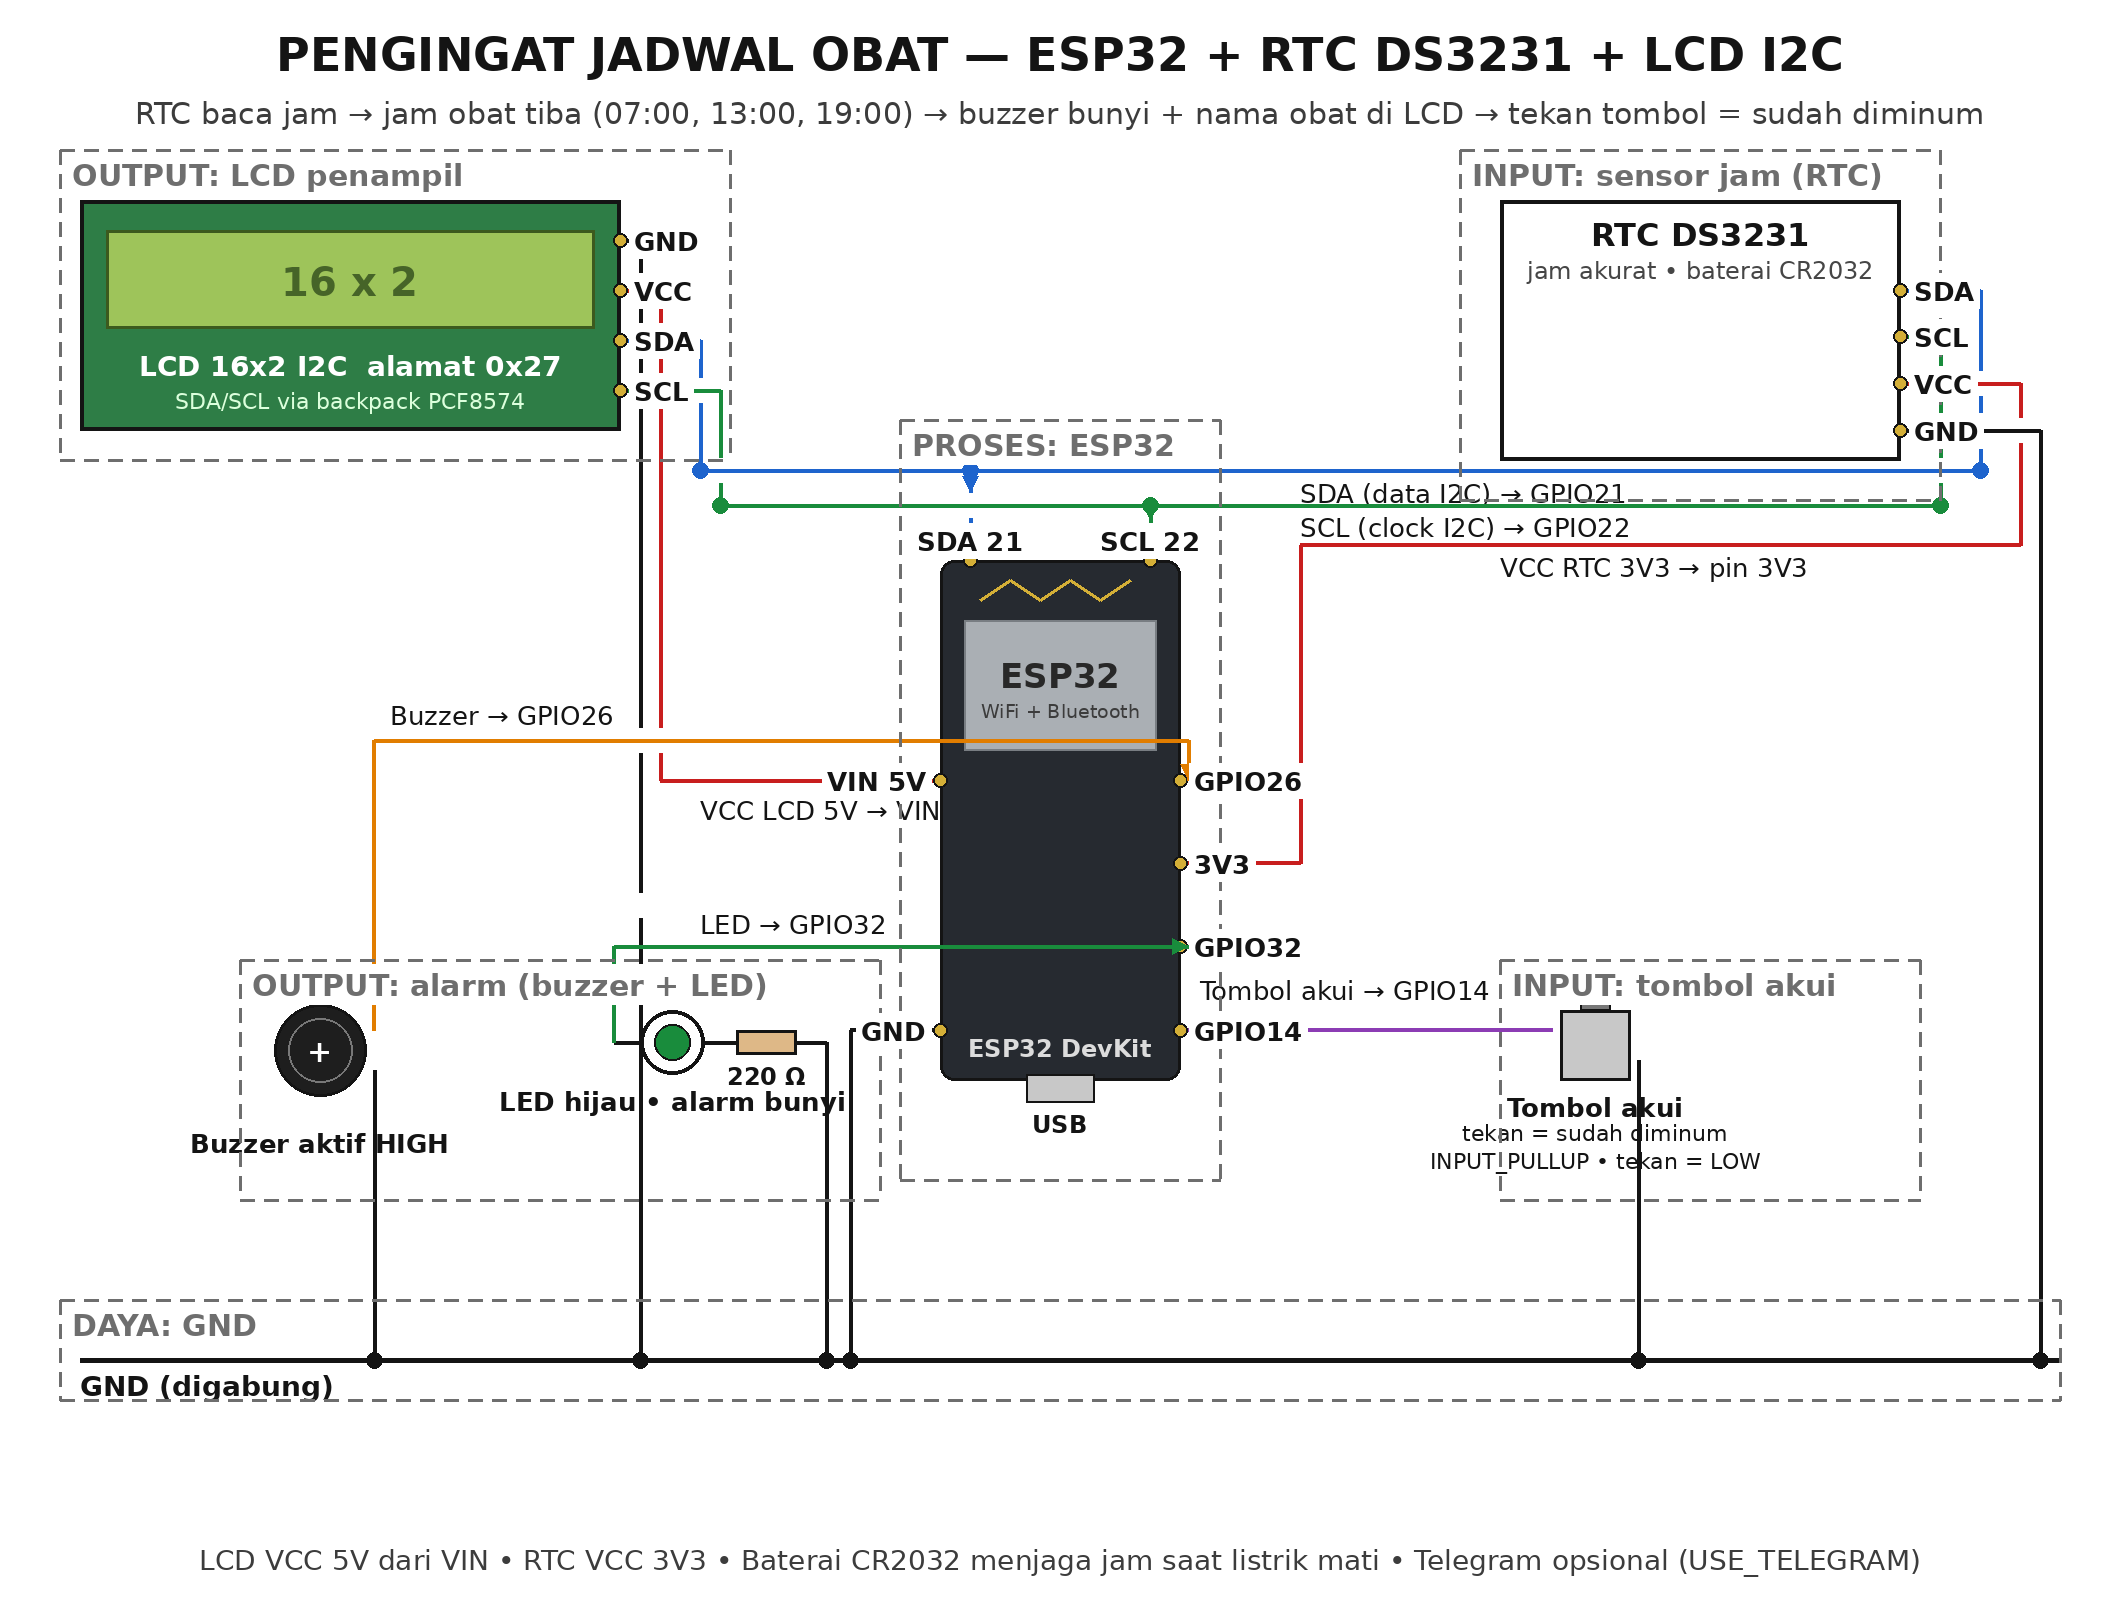 PENGINGAT JADWAL OBAT — ESP32 + RTC DS3231 + LCD I2C
RTC baca jam → jam obat tiba (07:00, 13:00, 19:00) → buzzer bunyi + nama obat di LCD → tekan tombol = sudah diminum
OUTPUT: LCD penampil
16 x 2
LCD 16x2 I2C alamat 0x27
SDA/SCL via backpack PCF8574
GND
VCC
SDA
SCL
INPUT: sensor jam (RTC)
RTC DS3231
jam akurat • baterai CR2032
SDA
SCL
VCC
GND
PROSES: ESP32
SDA (data I2C) → GPIO21
SCL (clock I2C) → GPIO22
VCC RTC 3V3 → pin 3V3
SDA 21
SCL 22
ESP32
WiFi + Bluetooth
Buzzer → GPIO26
VIN 5V
VCC LCD 5V → VIN
GPIO26
3V3
LED → GPIO32
GPIO32
Tombol akui → GPIO14
GND
GPIO14
ESP32 DevKit
USB
OUTPUT: alarm (buzzer + LED)
+
220 Ω
LED hijau • alarm bunyi
Buzzer aktif HIGH
INPUT: tombol akui
Tombol akui
tekan = sudah diminum
INPUT_PULLUP • tekan = LOW
DAYA: GND
GND (digabung)
LCD VCC 5V dari VIN • RTC VCC 3V3 • Baterai CR2032 menjaga jam saat listrik mati • Telegram opsional (USE_TELEGRAM)